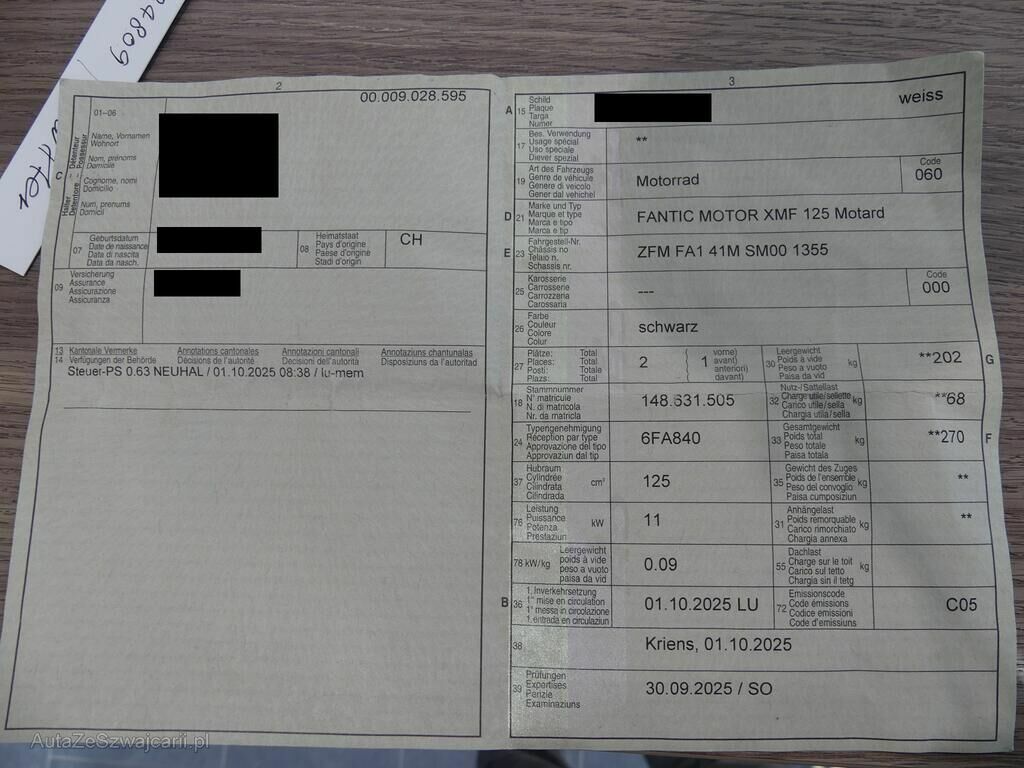 24809 /
2
00.009.028.595
01–06
Name, Vornamen
Wohnort
Nom, prénoms
Domicile
Cognome, nomi
Domicilio
Num, prenums
Domicil
Halter Détenteur
Detentore Possessur
C
07
Geburtsdatum
Date de naissance
Data di nascita
Data da nasch.
08
Heimatstaat
Pays d'origine
Paese d'origine
Stadi d'origin
CH
09
Versicherung
Assurance
Assicurazione
Assicuranza
13 Kantonale Vermerke Annotations cantonales Annotazioni cantonali Annotaziuns chantunalas
14 Verfügungen der Behörde Décisions de l'autorité Decisioni dell'autorità Disposiziuns da l'autoritad
Steuer-PS 0.63 NEUHAL / 01.10.2025 08:38 / lu-mem
3
A 15
Schild
Plaque
Targa
Numer
weiss
17
Bes. Verwendung
Usage spécial
Uso speciale
Diever spezial
**
19
Art des Fahrzeugs
Genre de véhicule
Genere di veicolo
Gener dal vehichel
Motorrad
Code
060
D 21
Marke und Typ
Marque et type
Marca e tipo
Marca e tip
FANTIC MOTOR XMF 125 Motard
E 23
Fahrgestell-Nr.
Châssis no
Telaio n.
Schassis nr.
ZFM FA1 41M SM00 1355
25
Karosserie
Carrosserie
Carrozzeria
Carossaria
---
Code
000
26
Farbe
Couleur
Colore
Colur
schwarz
27
Plätze: Total
Places: Total
Posti: Totale
Plazs: Totale
2
1
vorne)
avant)
anteriori)
davant)
30
Leergewicht
Poids à vide
Peso a vuoto
Paisa da vid
kg
**202
G
18
Stammnummer
N° matricule
N. di matricola
Nr. da matricla
148.631.505
32
Nutz-/Sattellast
Charge utile/sellette
Carico utile/sella
Chargia utila/sella
kg
**68
24
Typengenehmigung
Réception par type
Approvazione del tipo
Approvaziun dal tip
6FA840
33
Gesamtgewicht
Poids total
Peso totale
Paisa totala
kg
**270
F
37
Hubraum
Cylindrée
Cilindrata
Cilindrada
cm³
125
35
Gewicht des Zuges
Poids de l'ensemble
Peso del convoglio
Paisa cumposiziun
kg
**
76
Leistung
Puissance
Potenza
Prestaziun
kW
11
31
Anhängelast
Poids remorquable
Carico rimorchiato
Chargia annexa
kg
**
78 kW/kg
Leergewicht
poids à vide
peso a vuoto
paisa da vid
0.09
55
Dachlast
Charge sur le toit
Carico sul tetto
Chargia sin il tetg
kg
B 36
1. Inverkehrsetzung
1re mise en circulation
1a messa in circolazione
1. entrada en circulaziun
01.10.2025 LU
72
Emissionscode
Code émissions
Codice emissioni
Code d'emissiuns
C05
38
Kriens, 01.10.2025
39
Prüfungen
Expertises
Perizie
Examinaziuns
30.09.2025 / SO
AutaZeSzwajcarii.pl